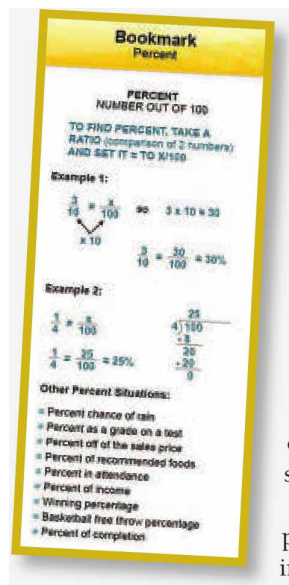 Bookmark
Percent
PERCENT
NUMBER OUT OF 100
TO FIND PERCENT, TAKE A
RATIO (comparison of 2 numbers)
AND SET IT = TO X/100
Example 1:
3/10 = x/100 so 3 x 10 = 30
x 10
3/10 = 30/100 = 30%
Example 2:
1/4 = x/100
25
4)100
-8
20
-20
0
1/4 = 25/100 = 25%
Other Percent Situations:
Percent chance of rain
Percent as a grade on a test
Percent off of the sales price
Percent of recommended foods
Percent in attendance
Percent of income
Winning percentage
Basketball free throw percentage
Percent of completion